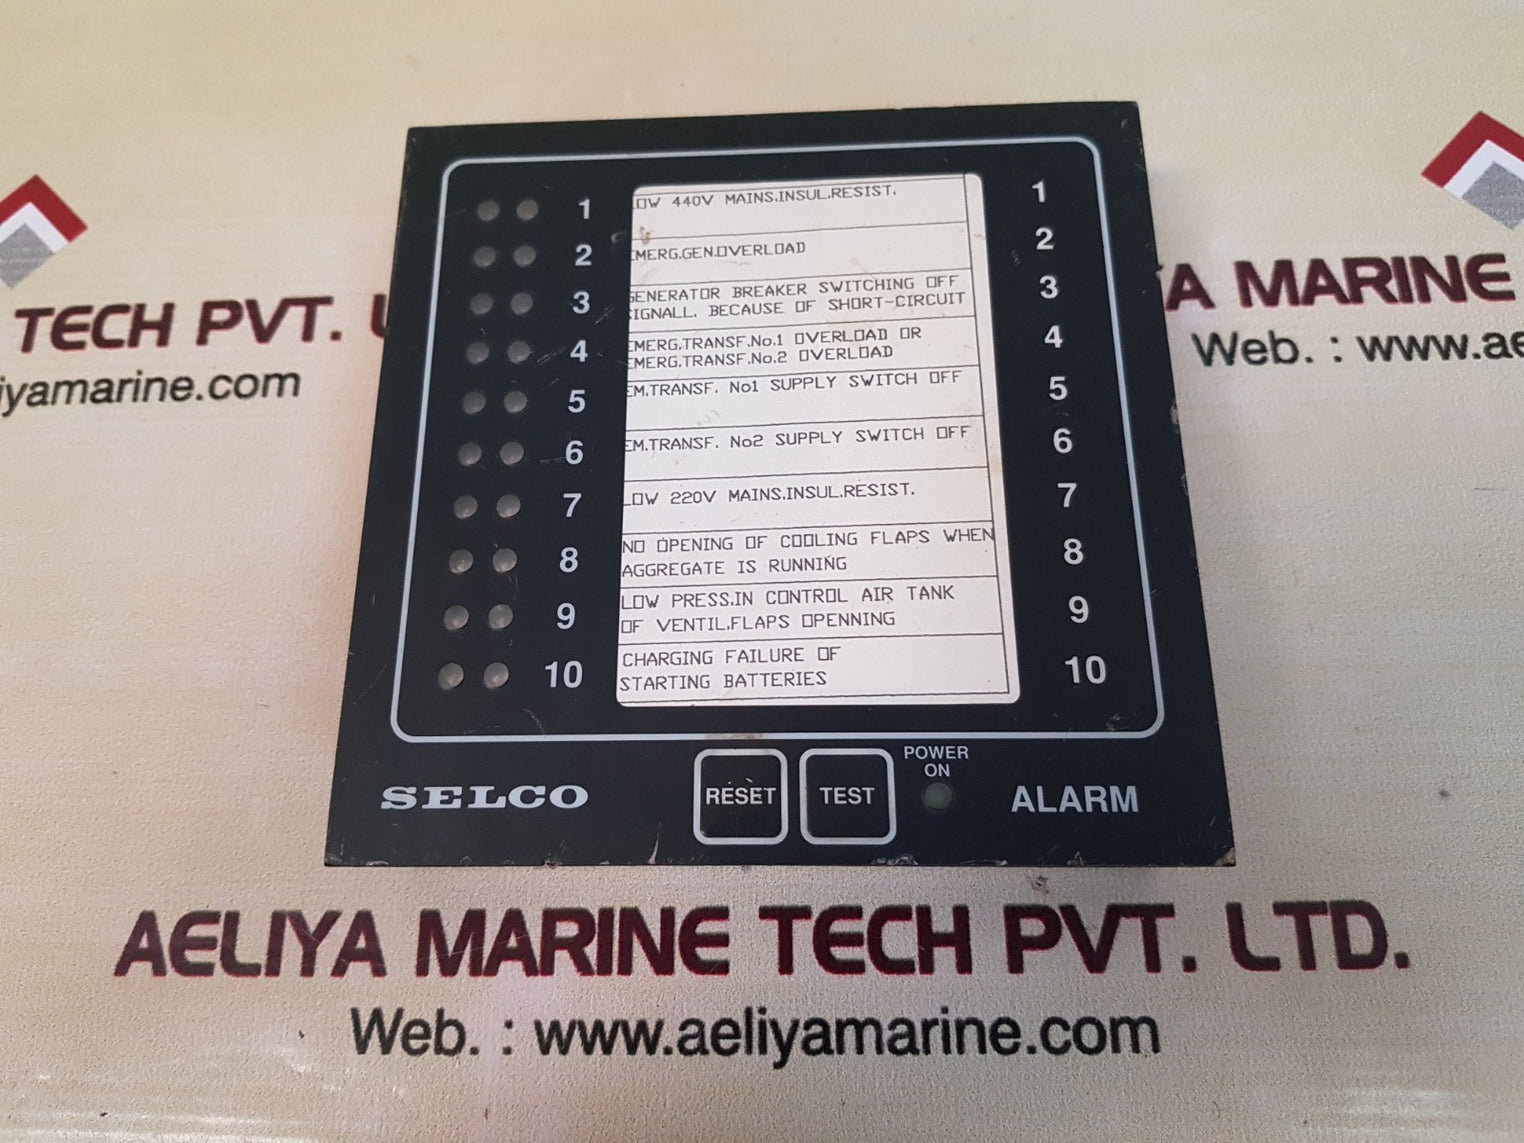 1 LOW 440V MAINS.INSUL.RESIST. 1
2 EMERG.GEN.OVERLOAD 2
3 GENERATOR BREAKER SWITCHING OFF 3
SIGNALL. BECAUSE OF SHORT-CIRCUIT
4 EMERG.TRANSF.No.1 OVERLOAD OR 4
EMERG.TRANSF.No.2 OVERLOAD
5 EM.TRANSF. No1 SUPPLY SWITCH OFF 5
6 EM.TRANSF. No2 SUPPLY SWITCH OFF 6
7 LOW 220V MAINS.INSUL.RESIST. 7
8 NO OPENING OF COOLING FLAPS WHEN 8
AGGREGATE IS RUNNING
9 LOW PRESS.IN CONTROL AIR TANK 9
OF VENTIL.FLAPS OPENNING
10 CHARGING FAILURE OF 10
STARTING BATTERIES
SELCO RESET TEST POWER ON ALARM
TECH PVT. L
iyamarine.com
A MARINE
Web. : www.ae
AELIYA MARINE TECH PVT. LTD.
Web. : www.aeliyamarine.com